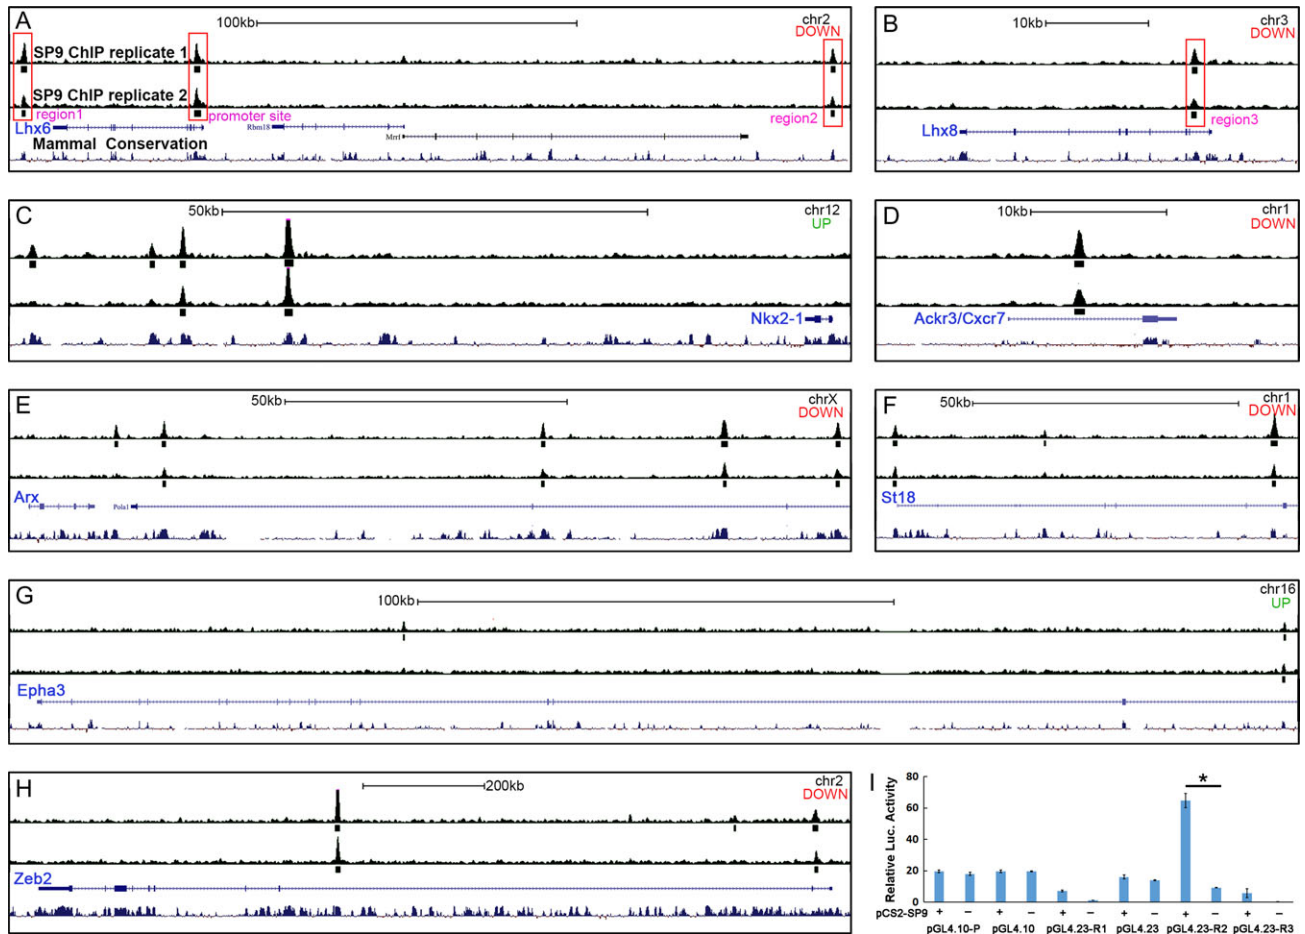 A
100kb
chr2
DOWN
SP9 ChIP replicate 1
SP9 ChIP replicate 2
region1
promoter site
region2
Lhx6
Rbm18
Mrrf
Mammal Conservation
B
10kb
chr3
DOWN
region3
Lhx8
C
50kb
chr12
UP
Nkx2-1
D
10kb
chr1
DOWN
Ackr3/Cxcr7
E
50kb
chrX
DOWN
Arx
Pola1
F
50kb
chr1
DOWN
St18
G
100kb
chr16
UP
Epha3
H
200kb
chr2
DOWN
Zeb2
I
Relative Luc. Activity
80
60
40
20
0
*
pCS2-SP9 + − + − + − + − + − + −
pGL4.10-P pGL4.10 pGL4.23-R1 pGL4.23 pGL4.23-R2 pGL4.23-R3